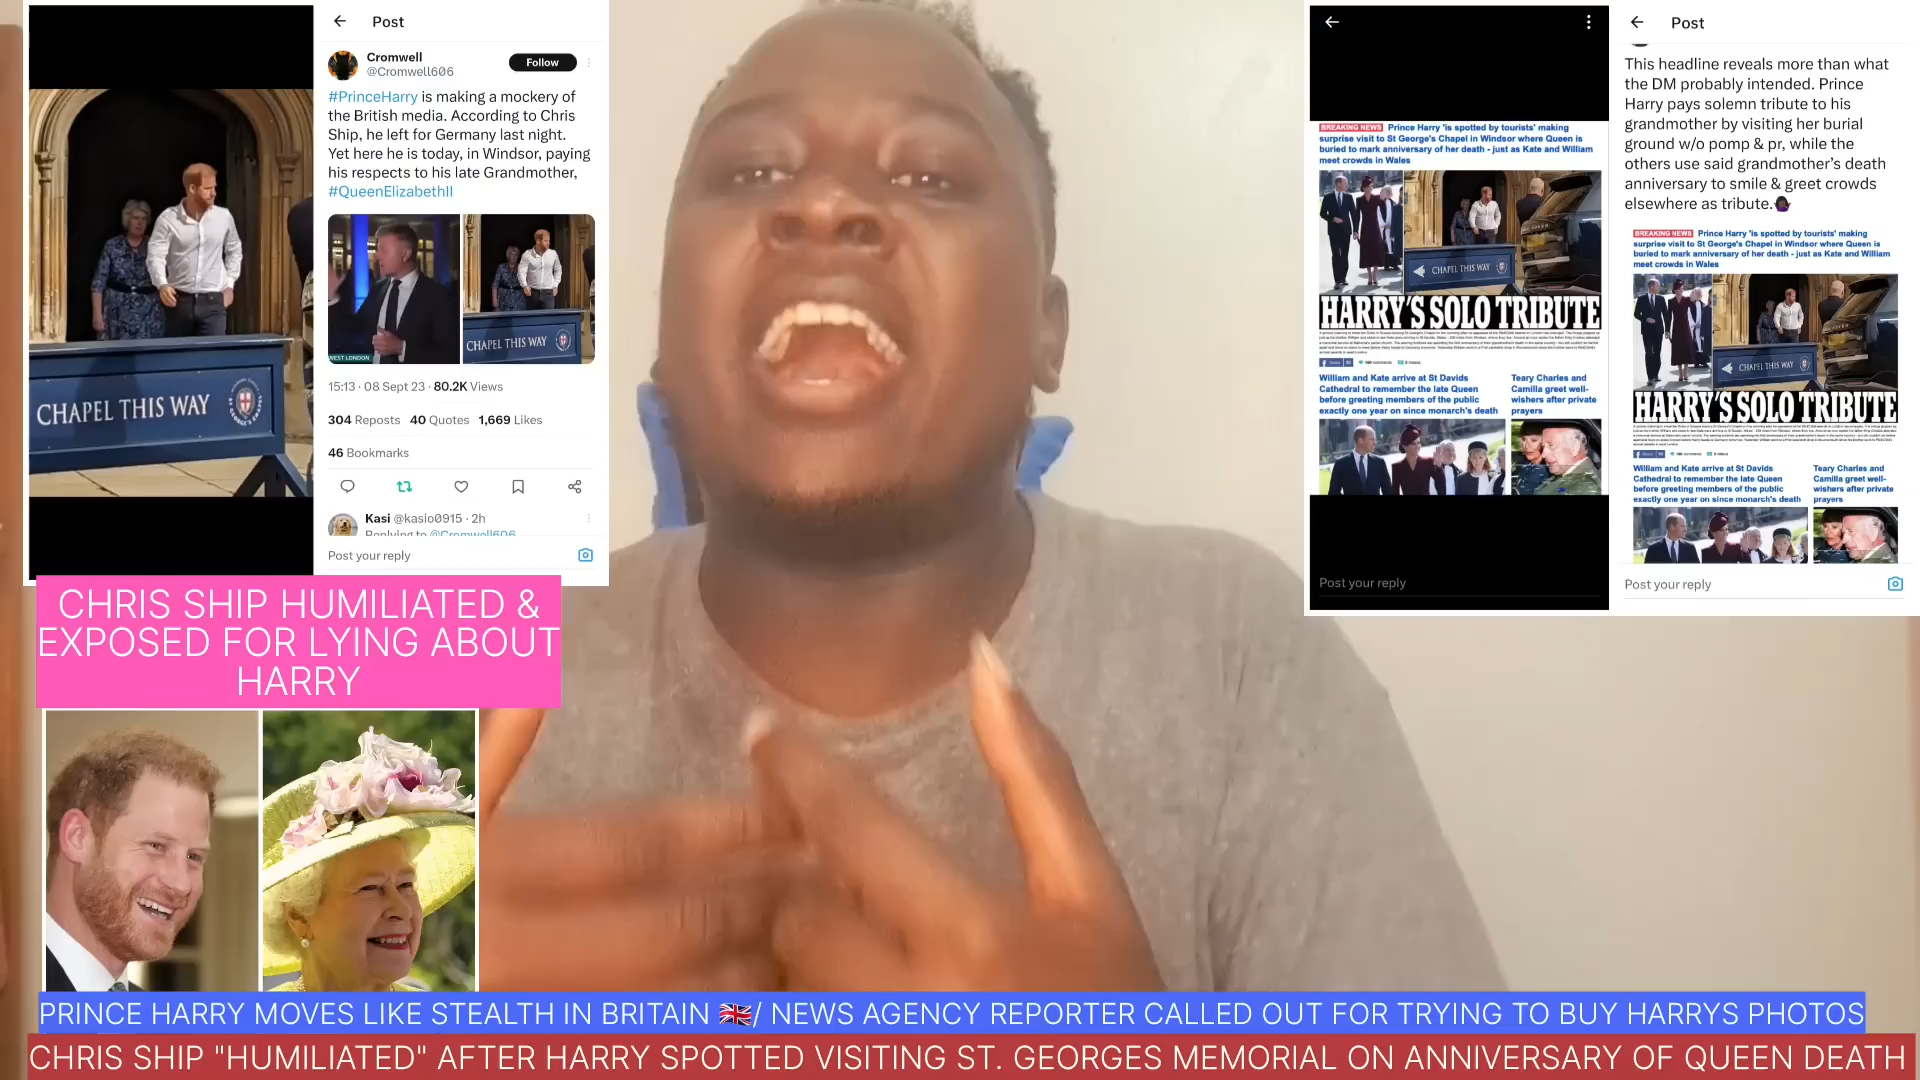 Post
Cromwell
@Cromwell606
Follow
#PrinceHarry is making a mockery of
the British media. According to Chris
Ship, he left for Germany last night.
Yet here he is today, in Windsor, paying
his respects to his late Grandmother,
#QueenElizabethII
WEST LONDON
CHAPEL THIS WAY
15:13 · 08 Sept 23 · 80.2K Views
304 Reposts 40 Quotes 1,669 Likes
46 Bookmarks
Kasi @kasio0915 · 2h
Replying to @Cromwell606
Post your reply
CHAPEL THIS WAY
CHRIS SHIP HUMILIATED &
EXPOSED FOR LYING ABOUT
HARRY
BREAKING NEWS Prince Harry 'is spotted by tourists' making
surprise visit to St George's Chapel in Windsor where Queen is
buried to mark anniversary of her death - just as Kate and William
meet crowds in Wales
CHAPEL THIS WAY
HARRY'S SOLO TRIBUTE
William and Kate arrive at St Davids
Cathedral to remember the late Queen
before greeting members of the public
exactly one year on since monarch's death
Teary Charles and
Camilla greet well-
wishers after private
prayers
Post your reply
Post
This headline reveals more than what
the DM probably intended. Prince
Harry pays solemn tribute to his
grandmother by visiting her burial
ground w/o pomp & pr, while the
others use said grandmother's death
anniversary to smile & greet crowds
elsewhere as tribute.
BREAKING NEWS Prince Harry 'is spotted by tourists' making
surprise visit to St George's Chapel in Windsor where Queen is
buried to mark anniversary of her death - just as Kate and William
meet crowds in Wales
CHAPEL THIS WAY
HARRY'S SOLO TRIBUTE
William and Kate arrive at St Davids
Cathedral to remember the late Queen
before greeting members of the public
exactly one year on since monarch's death
Teary Charles and
Camilla greet well-
wishers after private
prayers
Post your reply
PRINCE HARRY MOVES LIKE STEALTH IN BRITAIN 🇬🇧/ NEWS AGENCY REPORTER CALLED OUT FOR TRYING TO BUY HARRYS PHOTOS
CHRIS SHIP "HUMILIATED" AFTER HARRY SPOTTED VISITING ST. GEORGES MEMORIAL ON ANNIVERSARY OF QUEEN DEATH